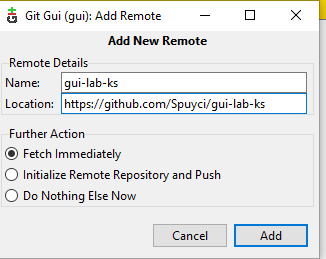 Git Gui (gui): Add Remote
Add New Remote
Remote Details
Name: gui-lab-ks
Location: https://github.com/Spuyci/gui-lab-ks
Further Action
Fetch Immediately
Initialize Remote Repository and Push
Do Nothing Else Now
Cancel Add